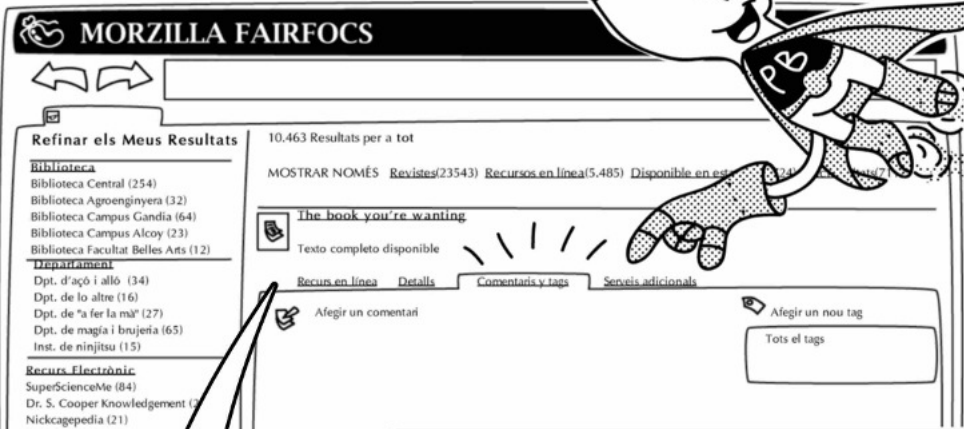 MORZILLA FAIRFOCS
PB
Refinar els Meus Resultats
Biblioteca
Biblioteca Central (254)
Biblioteca Agroenginyera (32)
Biblioteca Campus Gandia (64)
Biblioteca Campus Alcoy (23)
Biblioteca Facultat Belles Arts (12)
Departament
Dpt. d'açò i allò (34)
Dpt. de lo altre (16)
Dpt. de "a fer la mà" (27)
Dpt. de magía i brujeria (65)
Inst. de ninjitsu (15)
Recurs Electrònic
SuperScienceMe (84)
Dr. S. Cooper Knowledgement
Nickcagepedia (21)
10.463 Resultats per a tot
MOSTRAR NOMÉS Revistes(23543) Recursos en línea(5.485) Disponible en
The book you're wanting
Texto completo disponible
Recurs en línea Detalls Comentaris y tags Serveis adicionals
Afegir un comentari
Afegir un nou tag
Tots el tags